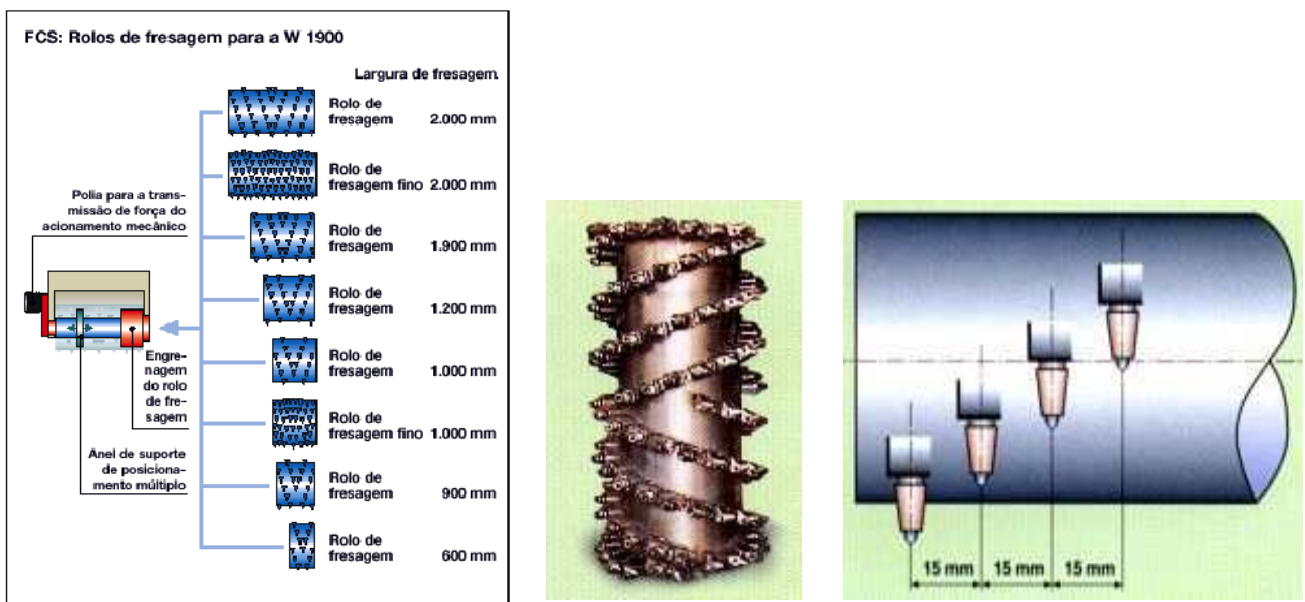 FCS: Rolos de fresagem para a W 1900
Largura de fresagem
Rolo de
fresagem 2.000 mm
Rolo de
fresagem fino 2.000 mm
Polia para a trans-
missão de força do
acionamento mecânico
Rolo de
fresagem 1.900 mm
Rolo de
fresagem 1.200 mm
Engre-
nagem
do rolo
de fre-
sagem
Rolo de
fresagem 1.000 mm
Rolo de
fresagem fino 1.000 mm
Anel de suporte
de posiciona-
mento múltiplo
Rolo de
fresagem 900 mm
Rolo de
fresagem 600 mm
15 mm 15 mm 15 mm